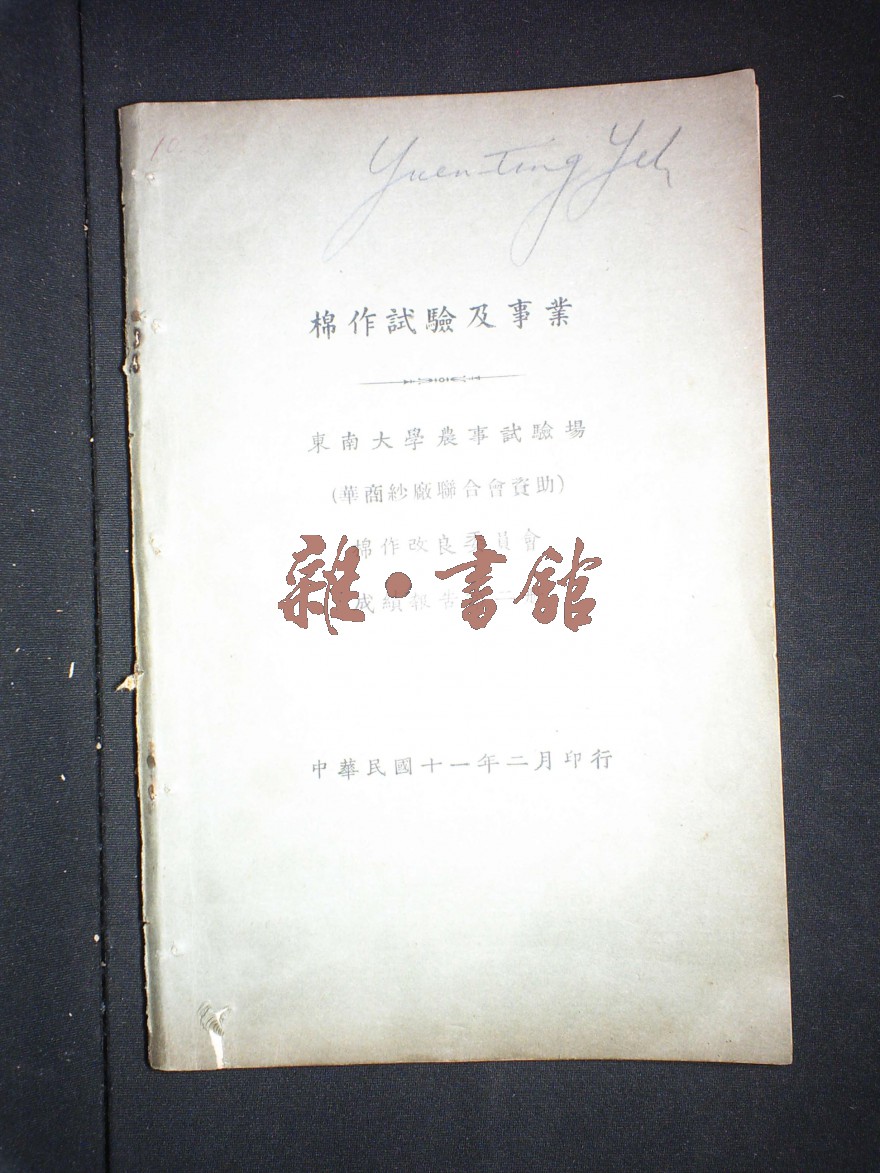 10
Yuen-ting Yeh
棉作試驗及事業
東南大學農事試驗場
(華商紗廠聯合會資助)
棉作改良委員會
雜·書館
成績報告
中華民國十一年二月印行